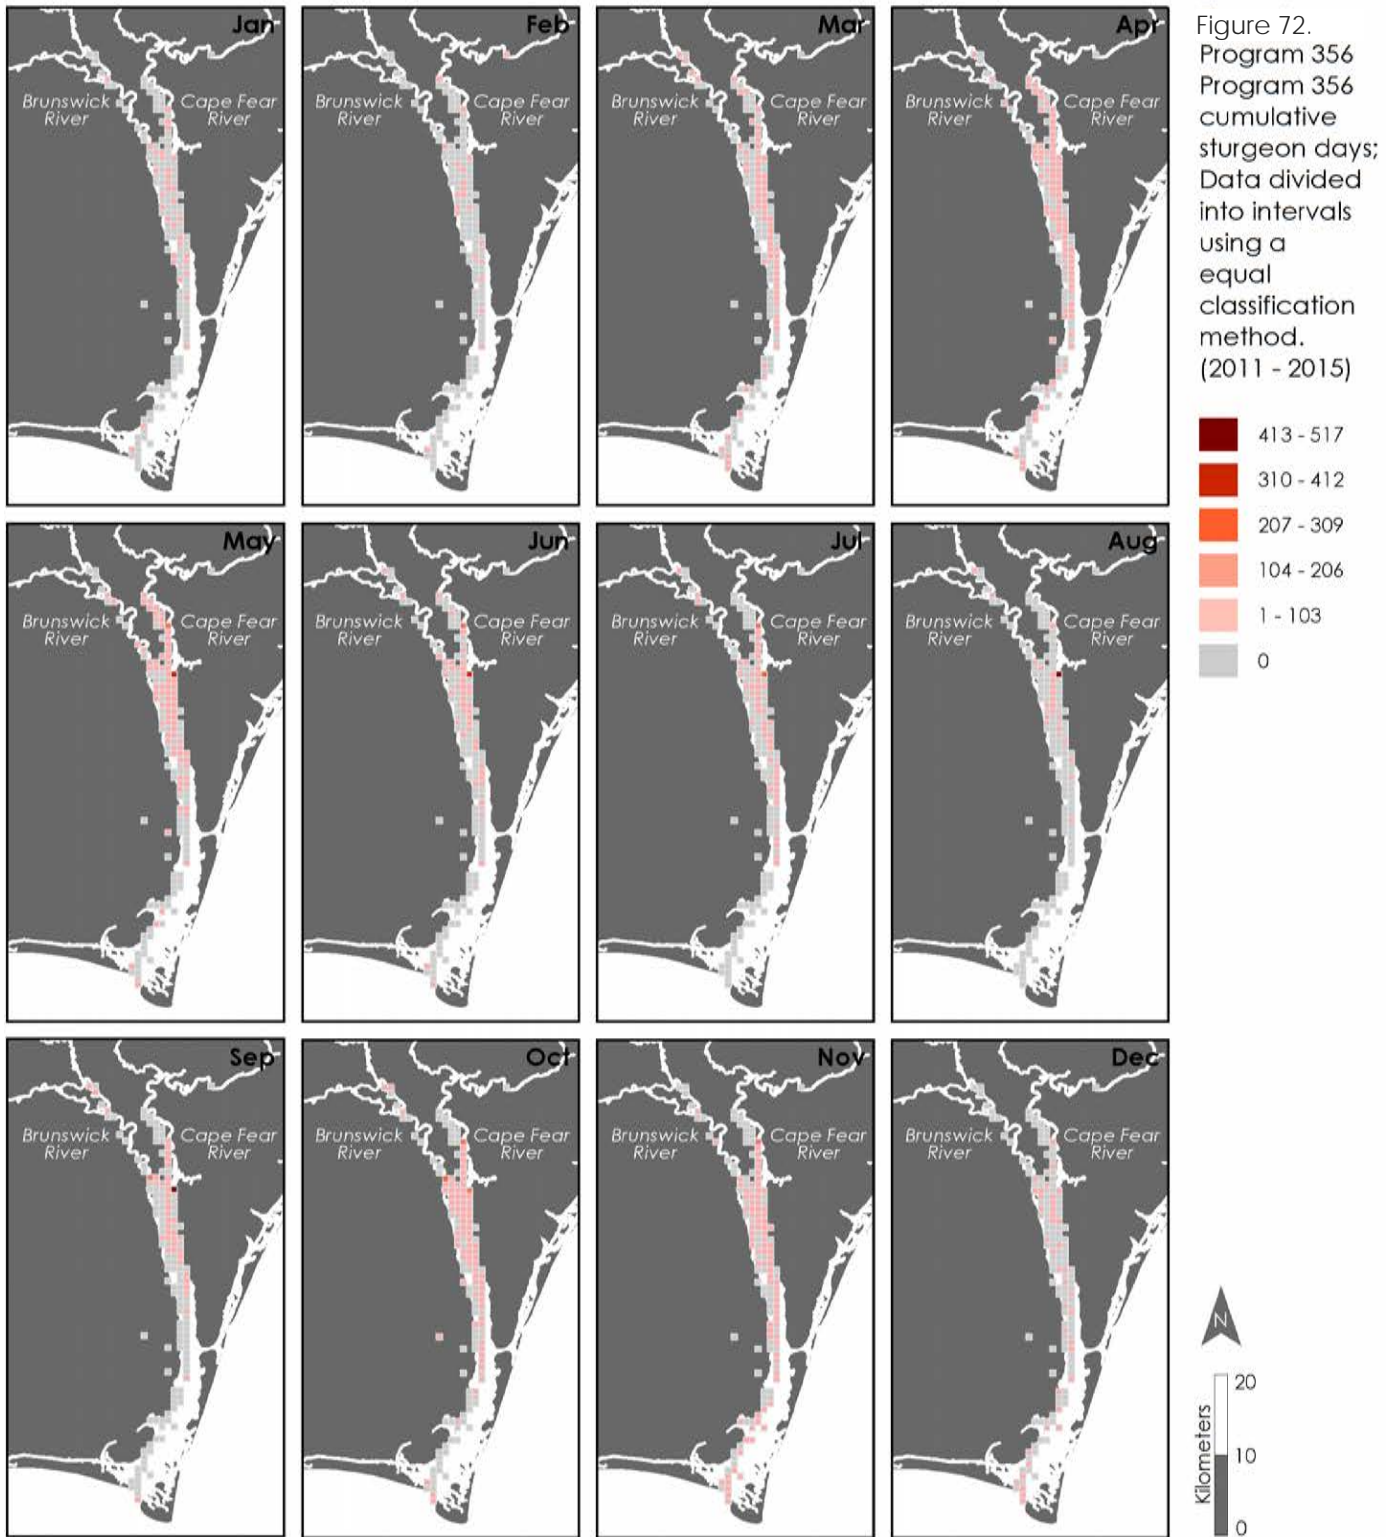 Jan
Feb
Mar
Apr
Brunswick
River
Cape Fear
River
Brunswick
River
Cape Fear
River
Brunswick
River
Cape Fear
River
Brunswick
River
Cape Fear
River
May
Jun
Jul
Aug
Brunswick
River
Cape Fear
River
Brunswick
River
Cape Fear
River
Brunswick
River
Cape Fear
River
Brunswick
River
Cape Fear
River
Sep
Oct
Nov
Dec
Brunswick
River
Cape Fear
River
Brunswick
River
Cape Fear
River
Brunswick
River
Cape Fear
River
Brunswick
River
Cape Fear
River
Figure 72.
Program 356
Program 356
cumulative
sturgeon days;
Data divided
into intervals
using a
equal
classification
method.
(2011 - 2015)
413 - 517
310 - 412
207 - 309
104 - 206
1 - 103
0
N
Kilometers
20
10
0